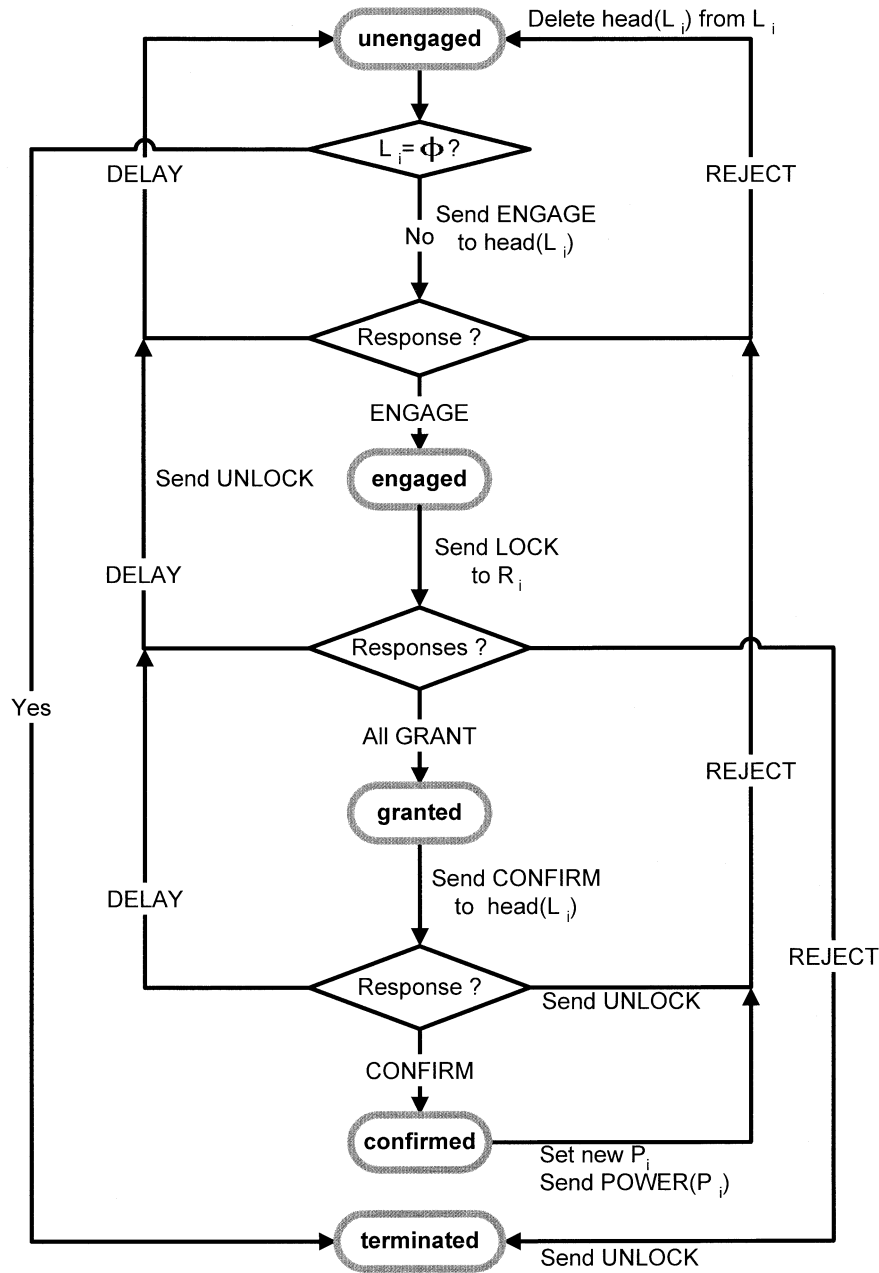 Delete head(L i) from L i
unengaged
L i = Φ ?
DELAY
REJECT
Send ENGAGE
to head(L i)
No
Response ?
ENGAGE
engaged
Send UNLOCK
Send LOCK
to R i
DELAY
Responses ?
Yes
All GRANT
REJECT
granted
Send CONFIRM
to head(L i)
DELAY
REJECT
Response ?
Send UNLOCK
CONFIRM
confirmed
Set new P i
Send POWER(P i)
terminated
Send UNLOCK